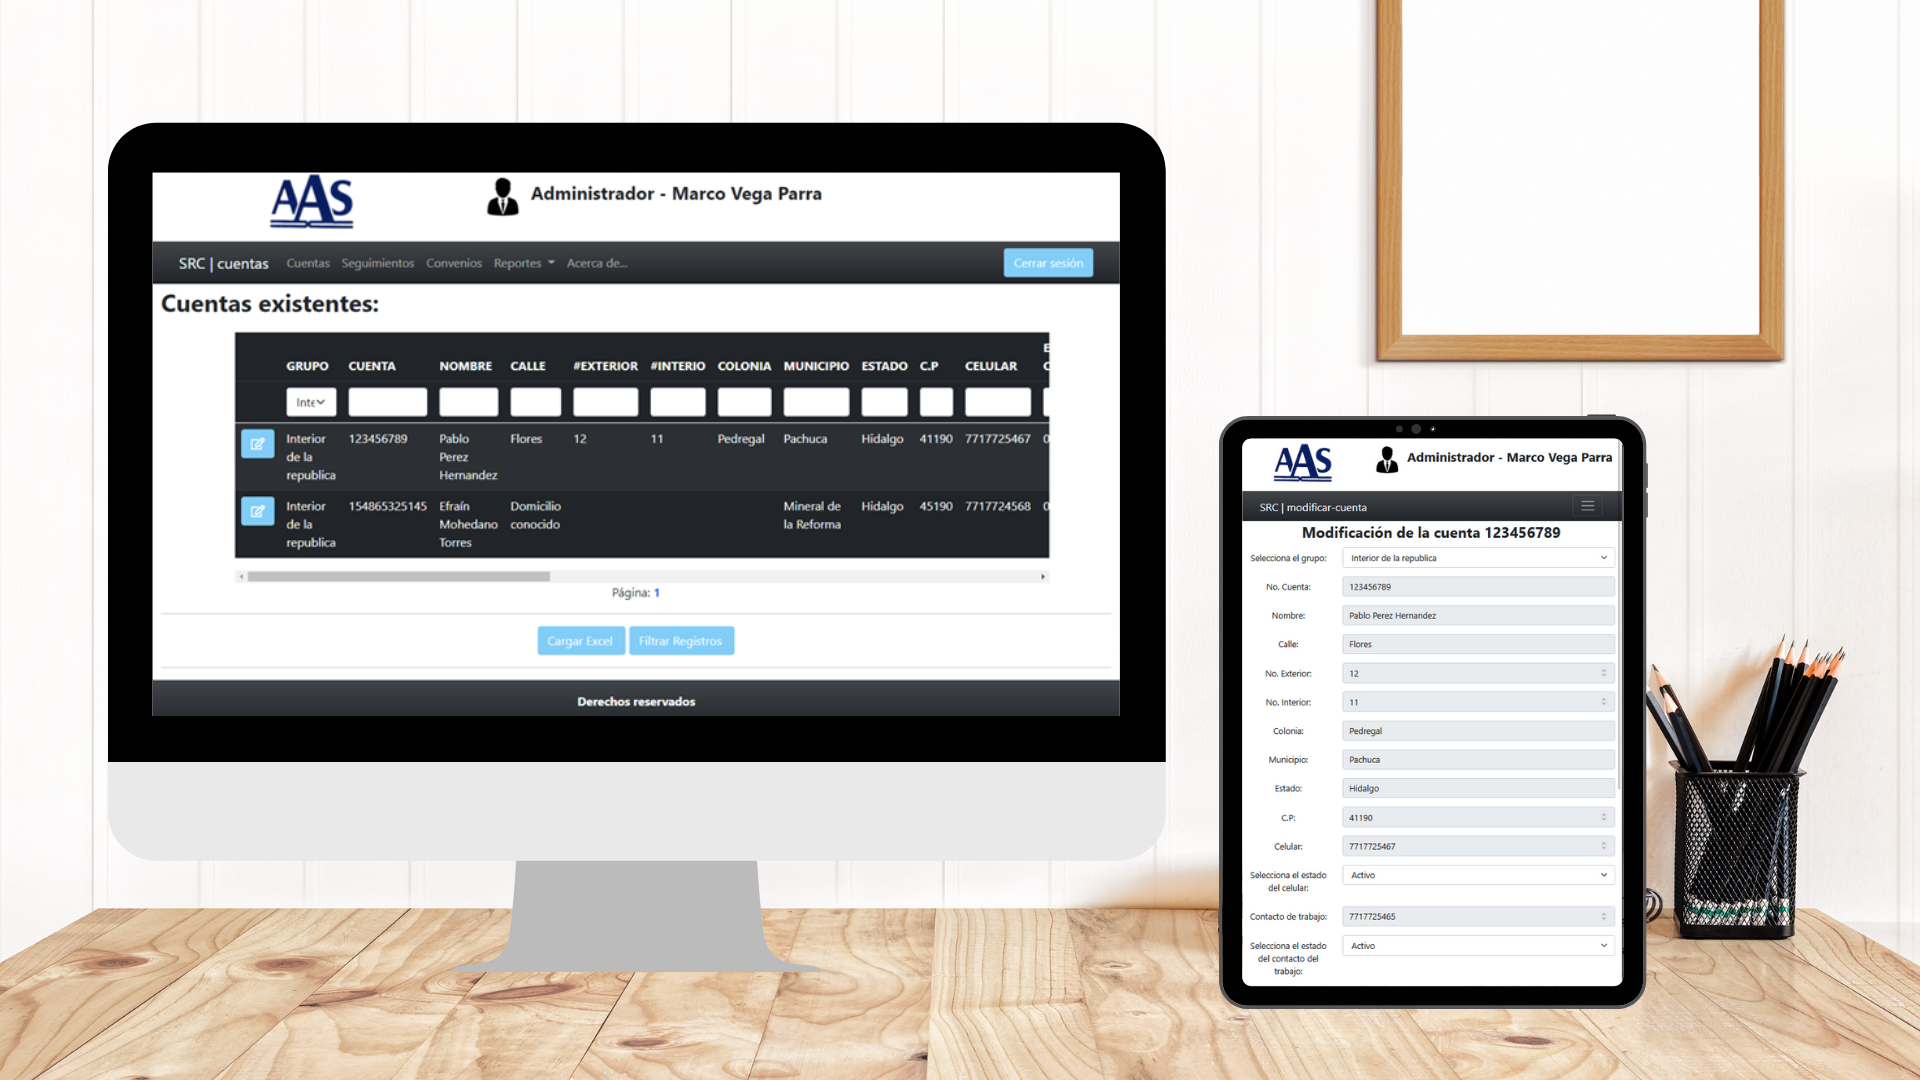 AAS
Administrador - Marco Vega Parra
SRC | cuentas Cuentas Seguimientos Convenios Reportes Acerca de... Cerrar sesión
Cuentas existentes:
GRUPO CUENTA NOMBRE CALLE #EXTERIOR #INTERIO COLONIA MUNICIPIO ESTADO C.P CELULAR
Inte
Interior 123456789 Pablo Flores 12 11 Pedregal Pachuca Hidalgo 41190 7717725467 0
de la Perez
republica Hernandez
Interior 154865325145 Efraín Domicilio Mineral de Hidalgo 45190 7717724568 0
de la Mohedano conocido la Reforma
republica Torres
Página: 1
Cargar Excel Filtrar Registros
Derechos reservados
AAS
Administrador - Marco Vega Parra
SRC | modificar-cuenta
Modificación de la cuenta 123456789
Selecciona el grupo: Interior de la republica
No. Cuenta: 123456789
Nombre: Pablo Perez Hernandez
Calle: Flores
No. Exterior: 12
No. Interior: 11
Colonia: Pedregal
Municipio: Pachuca
Estado: Hidalgo
C.P: 41190
Celular: 7717725467
Selecciona el estado Activo
del celular:
Contacto de trabajo: 7717725465
Selecciona el estado Activo
del contacto del
trabajo: